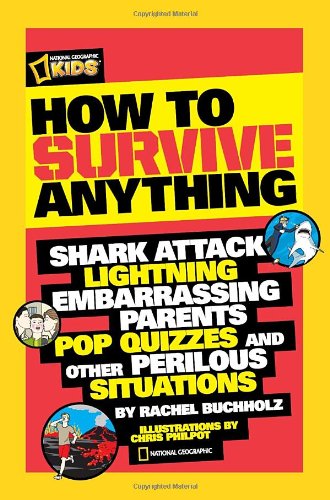 NATIONAL GEOGRAPHIC
KIDS
HOW TO
SURVIVE
ANYTHING
SHARK ATTACK
LIGHTNING
EMBARRASSING
PARENTS
POP QUIZZES AND
OTHER PERILOUS
SITUATIONS
BY RACHEL BUCHHOLZ
ILLUSTRATIONS BY
CHRIS PHILPOT
NATIONAL GEOGRAPHIC